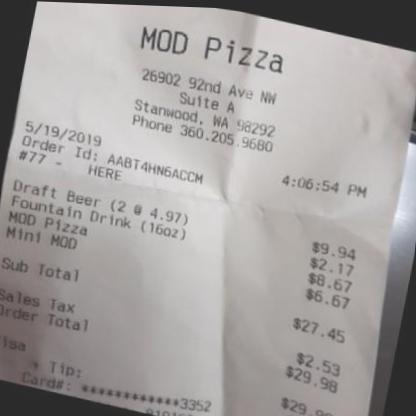 MOD Pizza
26902 92nd Ave NW
Suite A
Stanwood, WA 98292
Phone 360.205.9680
5/19/2019 4:06:54 PM
Order Id: AABT4HN6ACCM
#77 - HERE
Draft Beer (2 @ 4.97) $9.94
Fountain Drink (16oz) $2.17
MOD Pizza $8.67
Mini MOD $6.67
Sub Total $27.45
Sales Tax $2.53
Order Total $29.98
isa $29.
+ Tip:
Card#: ************3352